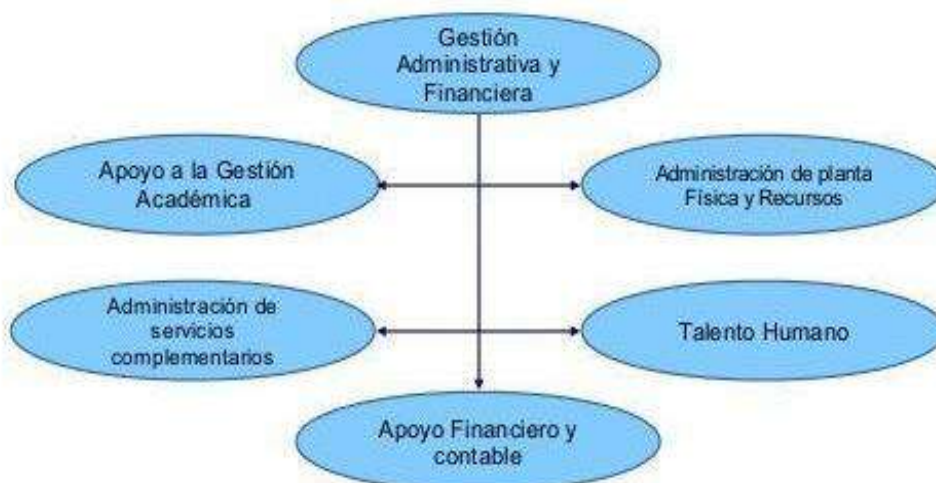 Gestión
Administrativa y
Financiera
Apoyo a la Gestión
Académica
Administración de planta
Física y Recursos
Administración de
servicios
complementarios
Talento Humano
Apoyo Financiero y
contable